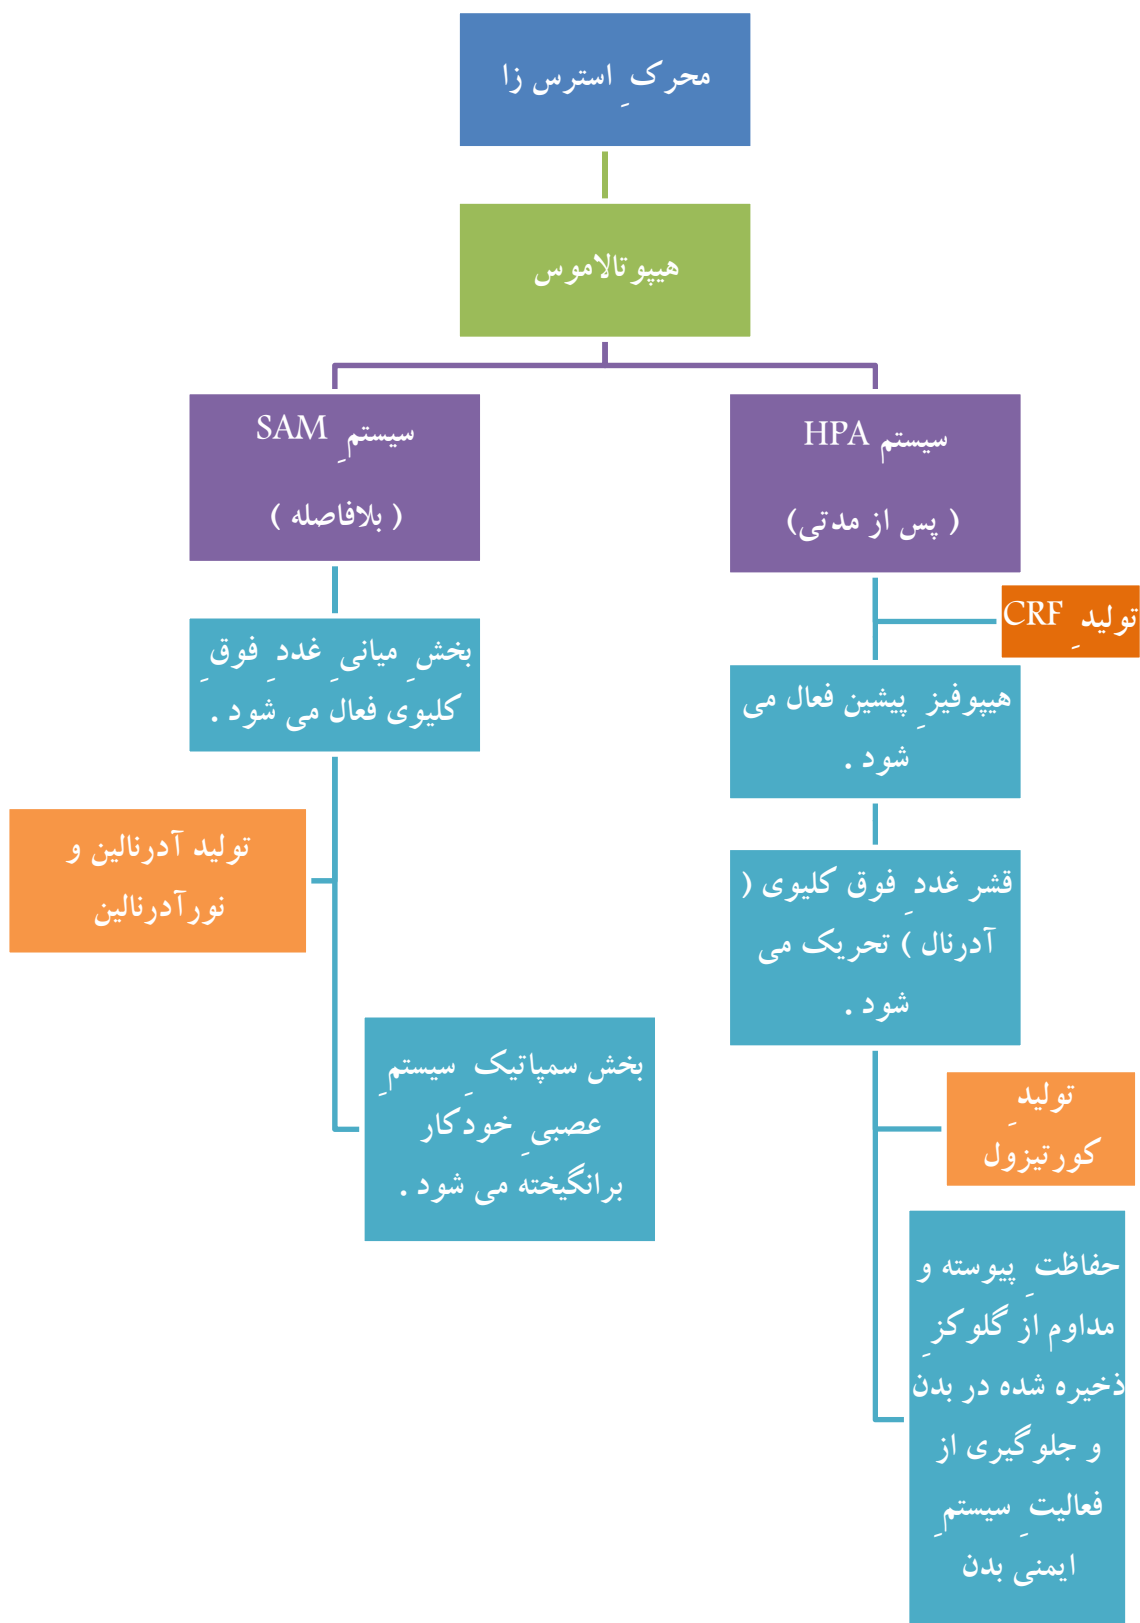 محرکِ استرس زا
هیپوتالاموس
سیستم HPA
( پس از مدتی)
سیستمِ SAM
( بلافاصله )
تولیدِ CRF
بخشِ میانیِ غددِ فوقِ
کلیوی فعال می شود .
هیپوفیزِ پیشین فعال می
شود .
تولید آدرنالین و
نورآدرنالین
قشر غددِ فوق کلیوی (
آدرنال ) تحریک می
شود .
بخش سمپاتیکِ سیستمِ
عصبیِ خودکار
برانگیخته می شود .
تولیدِ
کورتیزول
حفاظتِ پیوسته و
مداوم از گلوکزِ
ذخیره شده در بدن
و جلوگیری از
فعالیتِ سیستمِ
ایمنی بدن